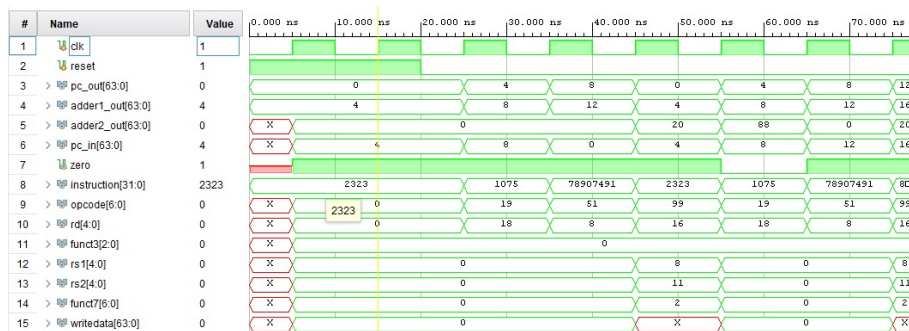 # Name Value 0.000 ns 10.000 ns 20.000 ns 30.000 ns 40.000 ns 50.000 ns 60.000 ns 70.000 ns
1 clk 1
2 reset 1
3 > pc_out[63:0] 0 0 4 8 0 4 8 12
4 > adder1_out[63:0] 4 4 8 12 4 8 12 16
5 > adder2_out[63:0] 0 X 0 20 88 0 20
6 > pc_in[63:0] 4 X 4 8 0 4 8 12 16
7 zero 1
8 > instruction[31:0] 2323 2323 1075 78907491 2323 1075 78907491 8D
9 > opcode[6:0] 0 X 0 19 51 99 19 51 99
2323
10 > rd[4:0] 0 X 0 18 8 16 18 8 16
11 > funct3[2:0] 0 X 0
12 > rs1[4:0] 0 X 0 8 0 8
13 > rs2[4:0] 0 X 0 11 0 11
14 > funct7[6:0] 0 X 0 2 0 2
15 > writedata[63:0] 0 X 0 X 0 X